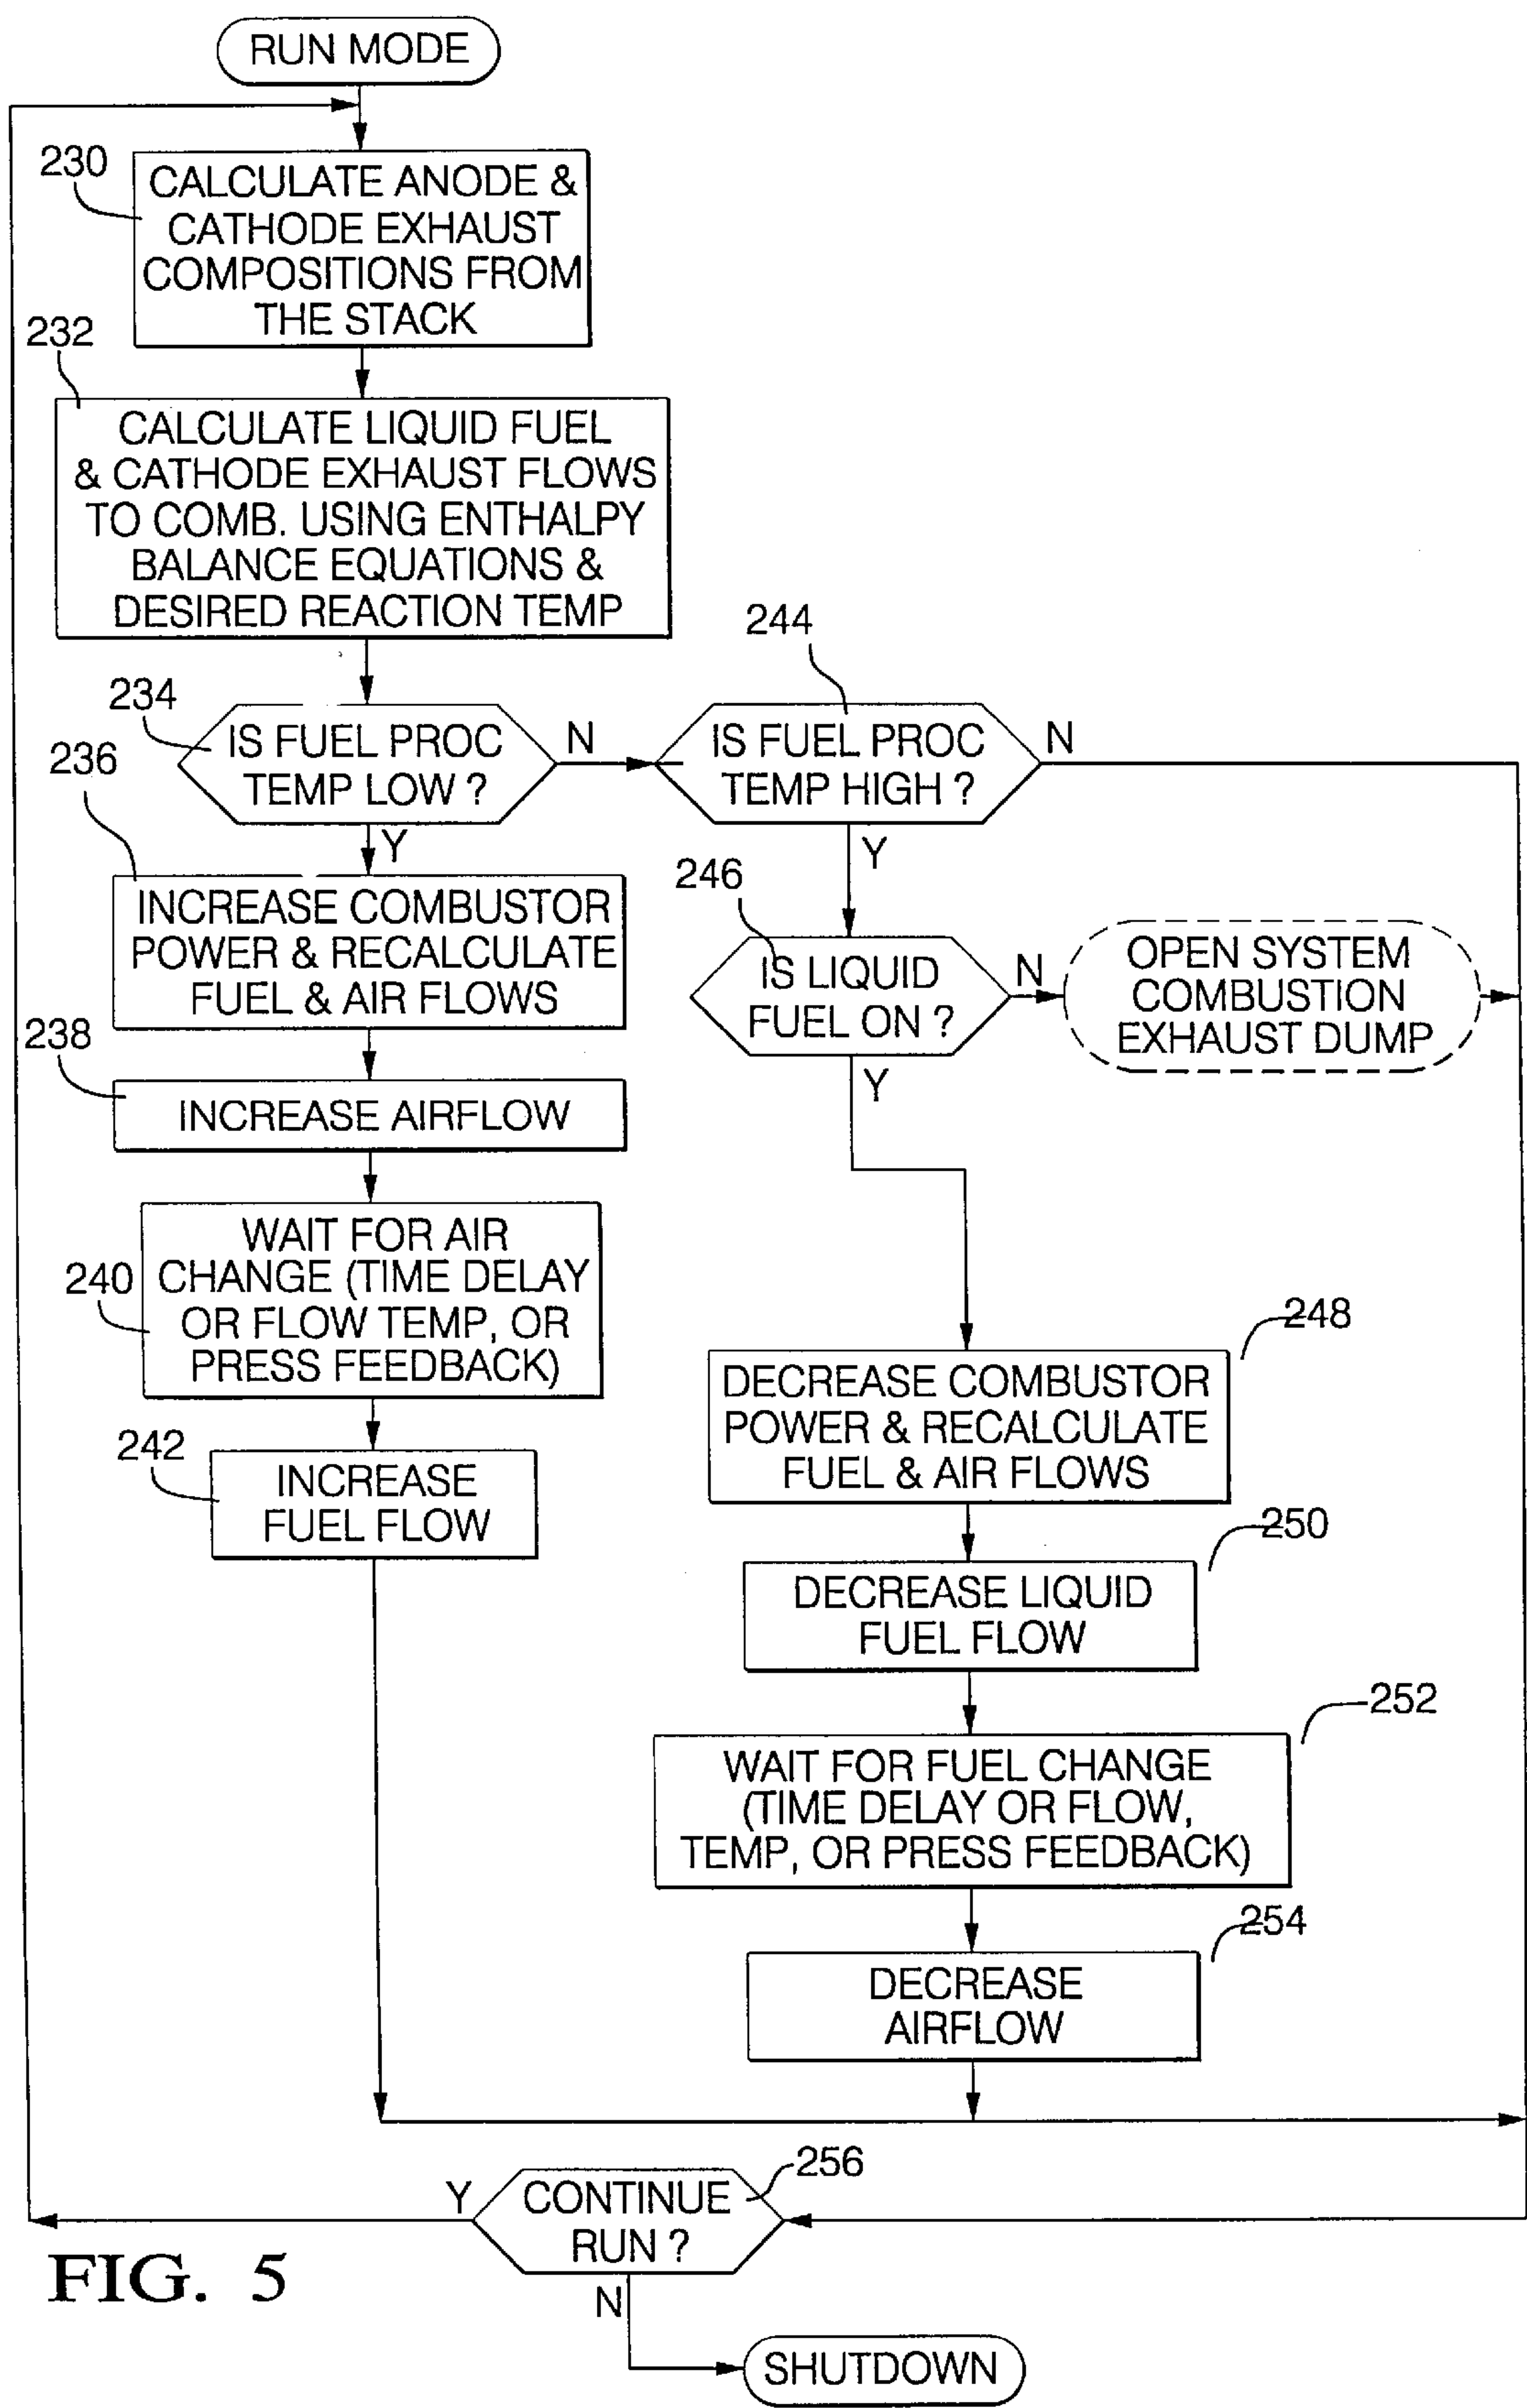 RUN MODE
230
CALCULATE ANODE &
CATHODE EXHAUST
COMPOSITIONS FROM
THE STACK
232
CALCULATE LIQUID FUEL
& CATHODE EXHAUST FLOWS
TO COMB. USING ENTHALPY
BALANCE EQUATIONS &
DESIRED REACTION TEMP
234
IS FUEL PROC
TEMP LOW ?
N
Y
244
IS FUEL PROC
TEMP HIGH ?
N
Y
236
INCREASE COMBUSTOR
POWER & RECALCULATE
FUEL & AIR FLOWS
246
IS LIQUID
FUEL ON ?
N
Y
OPEN SYSTEM
COMBUSTION
EXHAUST DUMP
238
INCREASE AIRFLOW
240
WAIT FOR AIR
CHANGE (TIME DELAY
OR FLOW TEMP, OR
PRESS FEEDBACK)
242
INCREASE
FUEL FLOW
248
DECREASE COMBUSTOR
POWER & RECALCULATE
FUEL & AIR FLOWS
250
DECREASE LIQUID
FUEL FLOW
252
WAIT FOR FUEL CHANGE
(TIME DELAY OR FLOW,
TEMP, OR PRESS FEEDBACK)
254
DECREASE
AIRFLOW
256
CONTINUE
RUN ?
Y
N
SHUTDOWN
FIG. 5